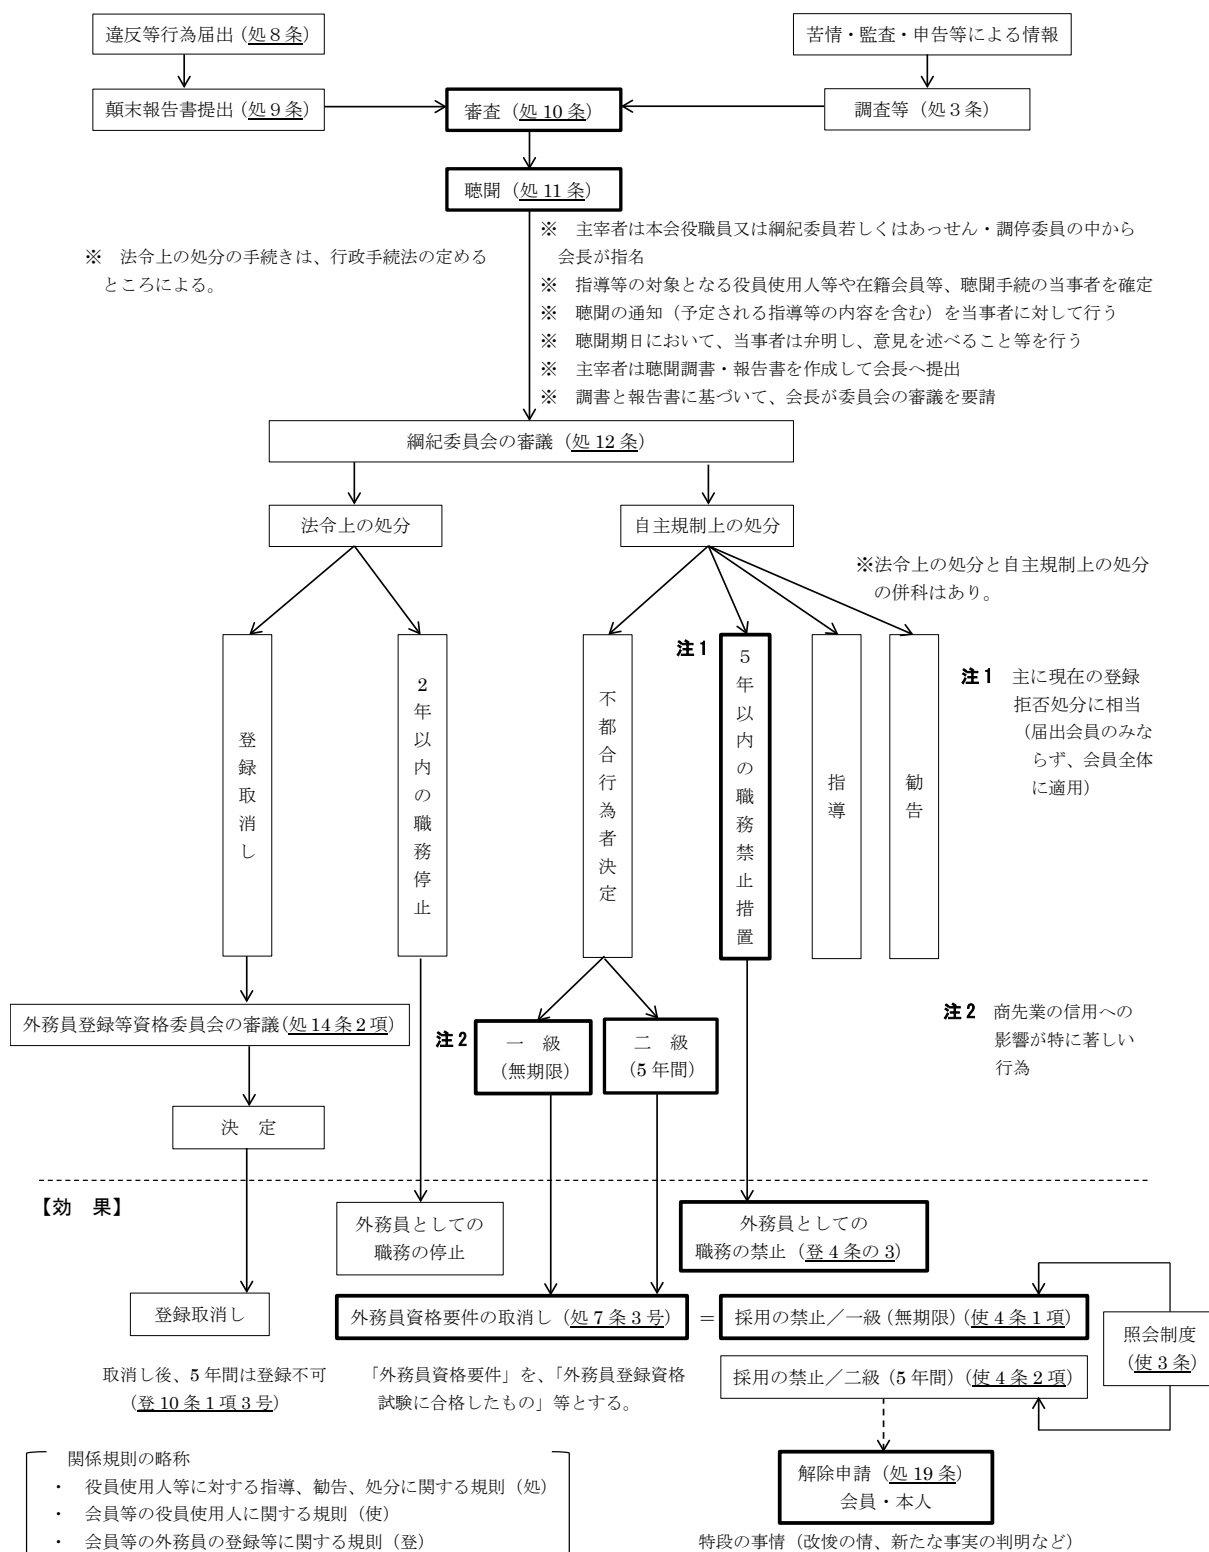 違反等行為届出（処８条）
苦情・監査・申告等による情報
顛末報告書提出（処９条）
審査（処 10 条）
調査等（処３条）
聴聞（処 11 条）
※　法令上の処分の手続きは、行政手続法の定める
ところによる。
※　主宰者は本会役職員又は綱紀委員若しくはあっせん・調停委員の中から
会長が指名
※　指導等の対象となる役員使用人等や在籍会員等、聴聞手続の当事者を確定
※　聴聞の通知（予定される指導等の内容を含む）を当事者に対して行う
※　聴聞期日において、当事者は弁明し、意見を述べること等を行う
※　主宰者は聴聞調書・報告書を作成して会長へ提出
※　調書と報告書に基づいて、会長が委員会の審議を要請
綱紀委員会の審議（処 12 条）
法令上の処分
自主規制上の処分
※法令上の処分と自主規制上の処分
の併科はあり。
登録取消し
２年以内の職務停止
不都合行為者決定
注１
５年以内の職務禁止措置
指導
勧告
注１　主に現在の登録
拒否処分に相当
（届出会員のみな
らず、会員全体
に適用）
外務員登録等資格委員会の審議（処 14 条２項）
注２
一　級
（無期限）
二　級
（５年間）
注２　商先業の信用への
影響が特に著しい
行為
決　定
【効　果】
外務員としての
職務の停止
外務員としての
職務の禁止（登４条の３）
登録取消し
外務員資格要件の取消し（処７条３号）
＝
採用の禁止／一級（無期限）（使４条１項）
照会制度
（使３条）
取消し後、５年間は登録不可
（登 10 条１項３号）
「外務員資格要件」を、「外務員登録資格
試験に合格したもの」等とする。
採用の禁止／二級（５年間）（使４条２項）
関係規則の略称
・　役員使用人等に対する指導、勧告、処分に関する規則（処）
・　会員等の役員使用人に関する規則（使）
・　会員等の外務員の登録等に関する規則（登）
解除申請（処 19 条）
会員・本人
特段の事情（改悛の情、新たな事実の判明など）